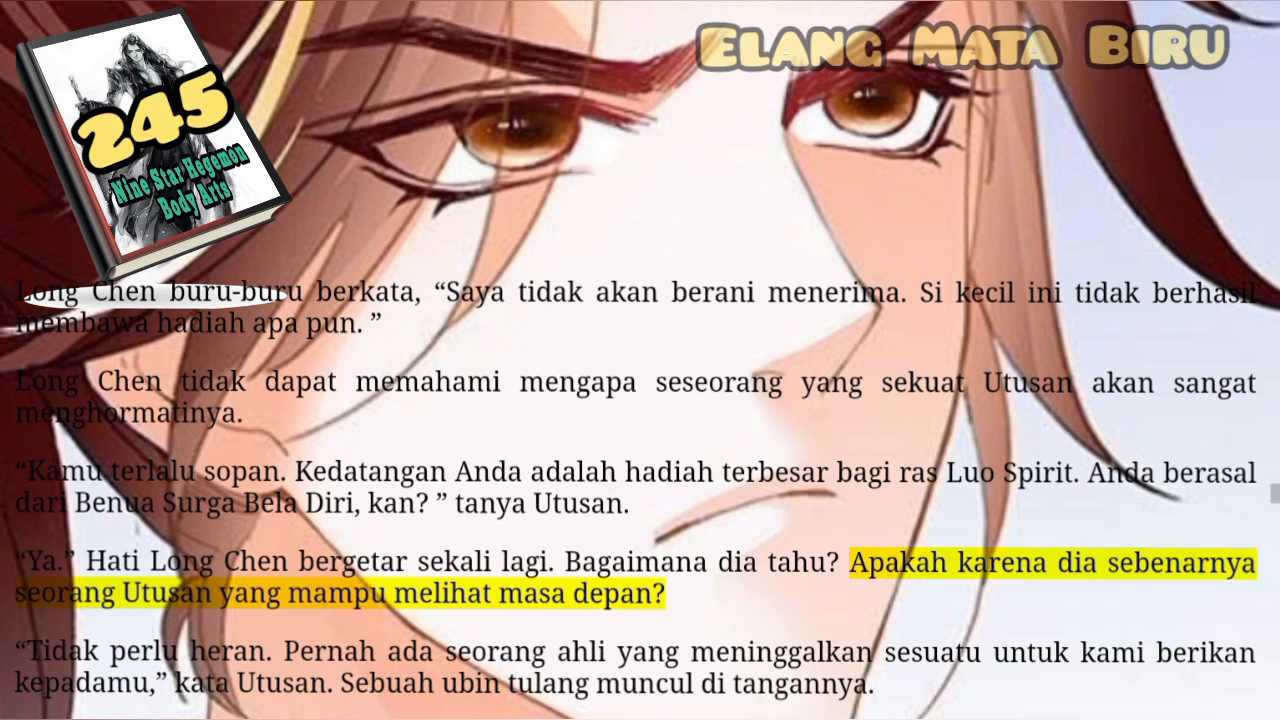 Elang Mata Biru
245
Nine Star Hegemon
Body Arts
Long Chen buru-buru berkata, “Saya tidak akan berani menerima. Si kecil ini tidak berhasil
membawa hadiah apa pun. ”
Long Chen tidak dapat memahami mengapa seseorang yang sekuat Utusan akan sangat
menghormatinya.
“Kamu terlalu sopan. Kedatangan Anda adalah hadiah terbesar bagi ras Luo Spirit. Anda berasal
dari Benua Surga Bela Diri, kan? ” tanya Utusan.
“Ya.” Hati Long Chen bergetar sekali lagi. Bagaimana dia tahu? Apakah karena dia sebenarnya
seorang Utusan yang mampu melihat masa depan?
“Tidak perlu heran. Pernah ada seorang ahli yang meninggalkan sesuatu untuk kami berikan
kepadamu,” kata Utusan. Sebuah ubin tulang muncul di tangannya.